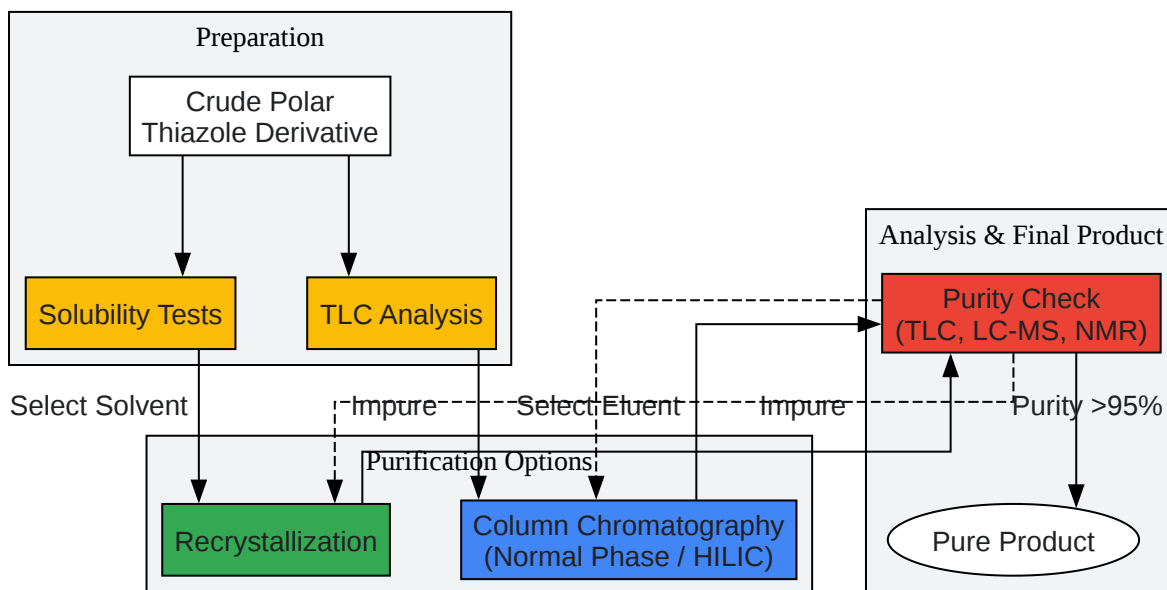 Preparation
Crude Polar
Thiazole Derivative
Solubility Tests
TLC Analysis
Analysis & Final Product
Purity Check
(TLC, LC-MS, NMR)
Select Solvent
Impure
Select Eluent
Impure
Purity >95%
Purification Options
Recrystallization
Column Chromatography
(Normal Phase / HILIC)
Pure Product